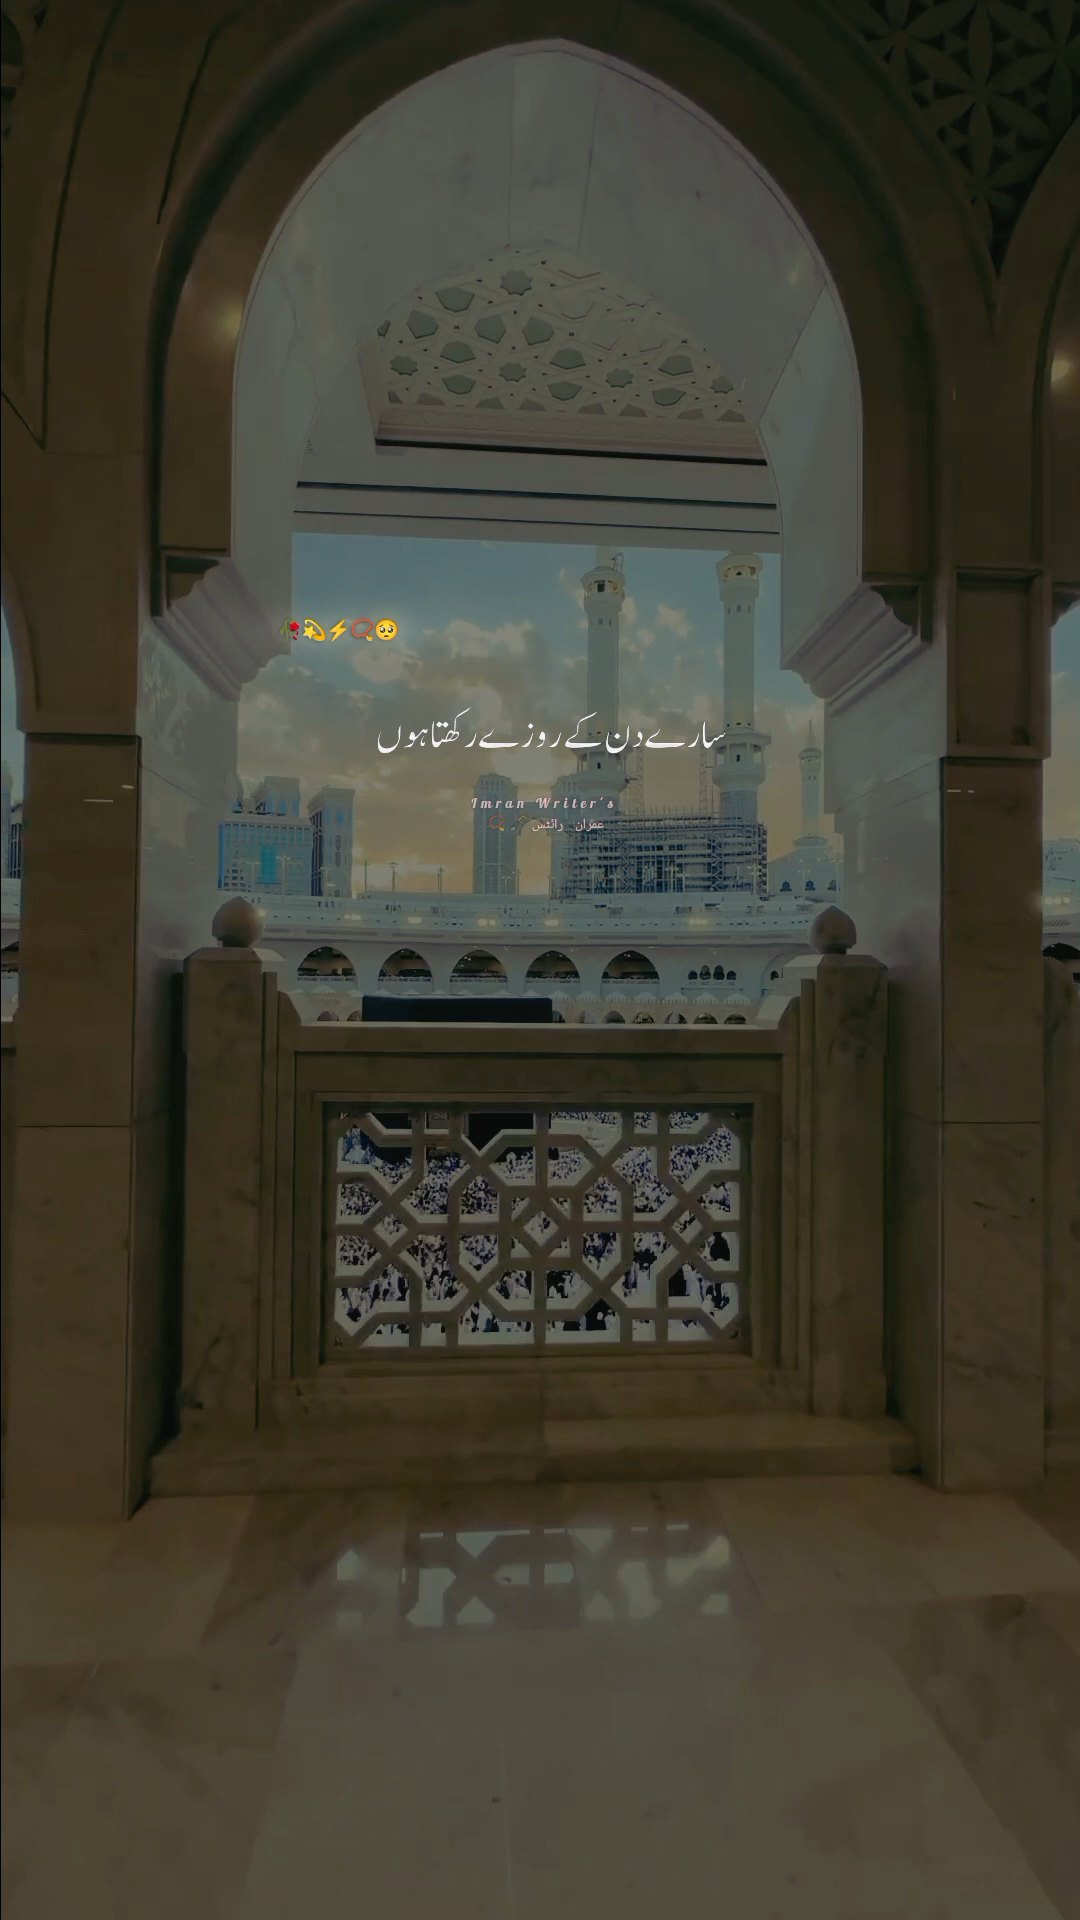 🥀💫⚡📿🥺
سارے دن کے روزے رکھتا ہوں
Imran Writer's
عمران رائٹس